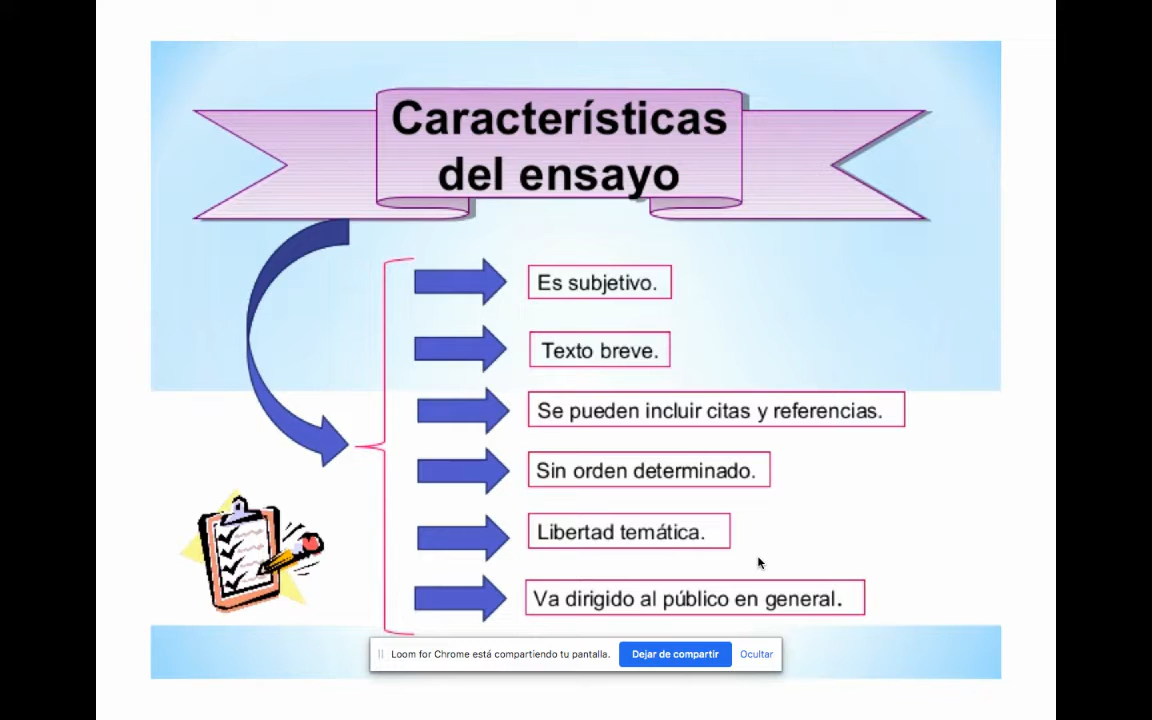 Características
del ensayo
Es subjetivo.
Texto breve.
Se pueden incluir citas y referencias.
Sin orden determinado.
Libertad temática.
Va dirigido al público en general.
Loom for Chrome está compartiendo tu pantalla. Dejar de compartir Ocultar